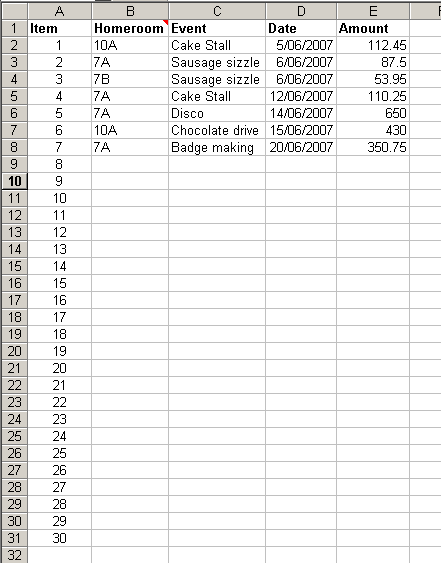 A B C D E
1 Item Homeroom Event Date Amount
2 1 10A Cake Stall 5/06/2007 112.45
3 2 7A Sausage sizzle 6/06/2007 87.5
4 3 7B Sausage sizzle 6/06/2007 53.95
5 4 7A Cake Stall 12/06/2007 110.25
6 5 7A Disco 14/06/2007 650
7 6 10A Chocolate drive 15/06/2007 430
8 7 7A Badge making 20/06/2007 350.75
9 8
10 9
11 10
12 11
13 12
14 13
15 14
16 15
17 16
18 17
19 18
20 19
21 20
22 21
23 22
24 23
25 24
26 25
27 26
28 27
29 28
30 29
31 30
32